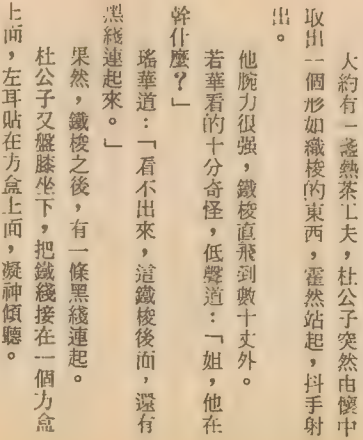 大約有一盞熱茶工夫，杜公子突然由懷中
取出一個形如織梭的東西，霍然站起，抖手射
出。
他腕力很強，鐵梭直飛到數十丈外。
若華看的十分奇怪，低聲道：「姐，他在
幹什麼？」
瑤華道：「看不出來，這鐵梭後面，還有
黑綫連起來。」
果然，鐵梭之後，有一條黑綫連起。
杜公子又盤膝坐下，把鐵綫接在一個方盒
上面，左耳貼在方盒上面，凝神傾聽。